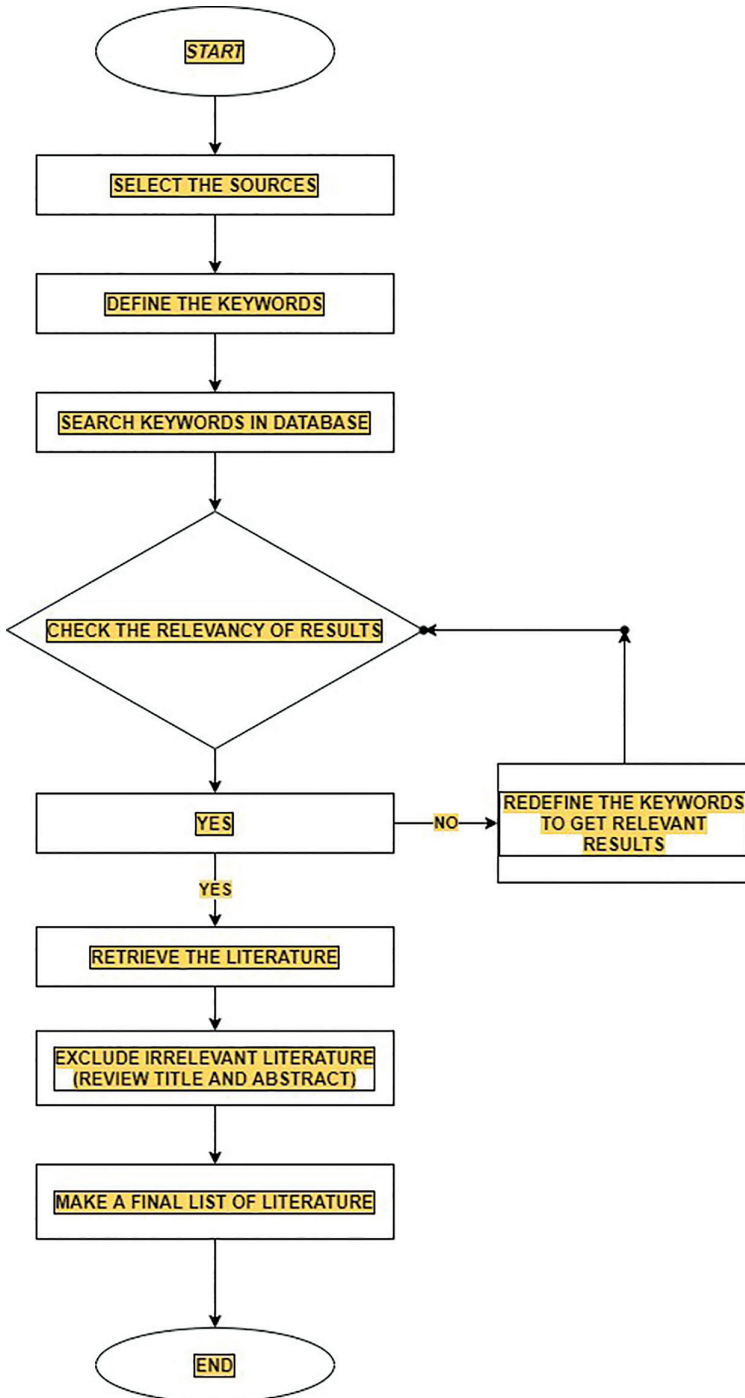 START
SELECT THE SOURCES
DEFINE THE KEYWORDS
SEARCH KEYWORDS IN DATABASE
CHECK THE RELEVANCY OF RESULTS
YES
NO
REDEFINE THE KEYWORDS
TO GET RELEVANT
RESULTS
YES
RETRIEVE THE LITERATURE
EXCLUDE IRRELEVANT LITERATURE
(REVIEW TITLE AND ABSTRACT)
MAKE A FINAL LIST OF LITERATURE
END